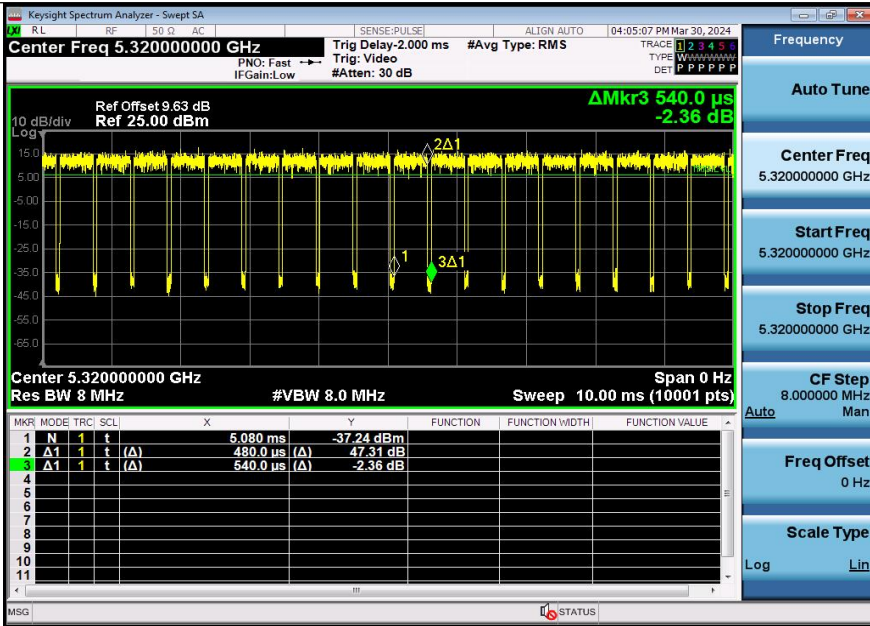 Keysight Spectrum Analyzer - Swept SA
LXI RL RF 50 Ω AC SENSE:PULSE ALIGN AUTO 04:05:07 PM Mar 30, 2024
Center Freq 5.320000000 GHz
PNO: Fast
IFGain:Low
Trig Delay-2.000 ms
Trig: Video
#Atten: 30 dB
#Avg Type: RMS
TRACE 1 2 3 4 5 6
TYPE WWWWWW
DET P P P P P P
ΔMkr3 540.0 µs
-2.36 dB
Ref Offset 9.63 dB
10 dB/div Ref 25.00 dBm
Log
15.0
5.00
-5.00
-15.0
-25.0
-35.0
-45.0
-55.0
-65.0
2Δ1
1
3Δ1
Center 5.320000000 GHz Span 0 Hz
Res BW 8 MHz #VBW 8.0 MHz Sweep 10.00 ms (10001 pts)
MKR MODE TRC SCL X Y FUNCTION FUNCTION WIDTH FUNCTION VALUE
1 N 1 t 5.080 ms -37.24 dBm
2 Δ1 1 t (Δ) 480.0 µs (Δ) 47.31 dB
3 Δ1 1 t (Δ) 540.0 µs (Δ) -2.36 dB
4
5
6
7
8
9
10
11
MSG STATUS
Frequency
Auto Tune
Center Freq
5.320000000 GHz
Start Freq
5.320000000 GHz
Stop Freq
5.320000000 GHz
CF Step
8.000000 MHz
Auto Man
Freq Offset
0 Hz
Scale Type
Log Lin